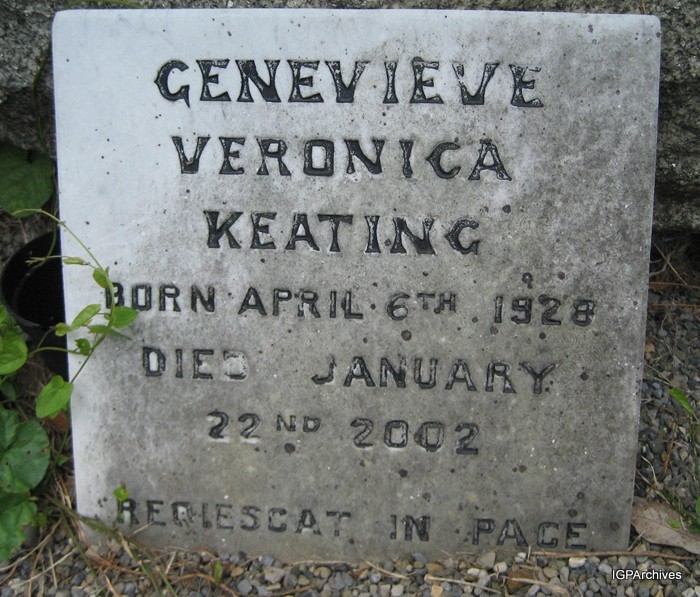 GENEVIEVE
VERONICA
KEATING
BORN APRIL 6TH 1928
DIED JANUARY
22ND 2002
REQIESCAT IN PACE
IGPArchives